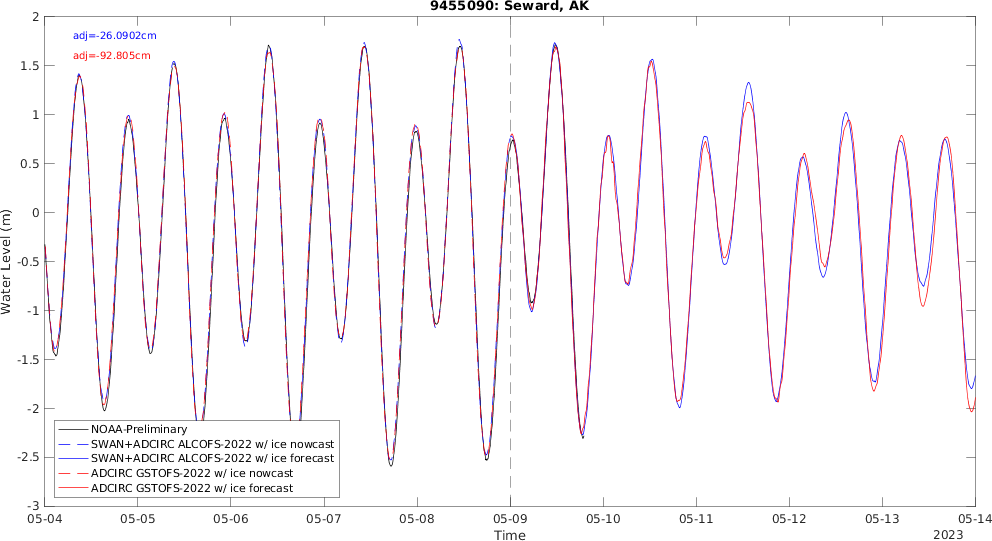 9455090: Seward, AK
adj=-26.0902cm
adj=-92.805cm
Water Level (m)
2
1.5
1
0.5
0
-0.5
-1
-1.5
-2
-2.5
-3
NOAA-Preliminary
SWAN+ADCIRC ALCOFS-2022 w/ ice nowcast
SWAN+ADCIRC ALCOFS-2022 w/ ice forecast
ADCIRC GSTOFS-2022 w/ ice nowcast
ADCIRC GSTOFS-2022 w/ ice forecast
05-04 05-05 05-06 05-07 05-08 05-09 05-10 05-11 05-12 05-13 05-14
Time
2023